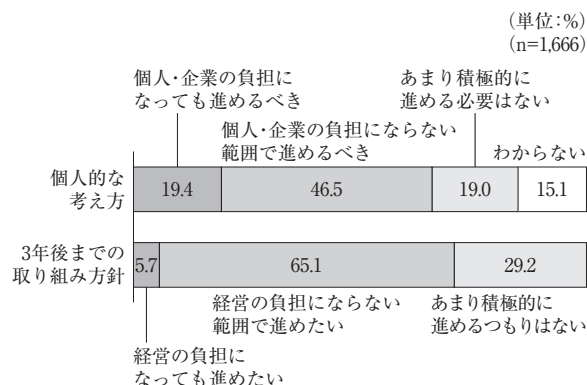 (単位:%)
(n=1,666)
個人・企業の負担に
なっても進めるべき
あまり積極的に
進める必要はない
個人・企業の負担にならない
範囲で進めるべき
わからない
個人的な
考え方
19.4
46.5
19.0
15.1
3年後までの
取り組み方針
5.7
65.1
29.2
経営の負担にならない
範囲で進めたい
あまり積極的に
進めるつもりはない
経営の負担に
なっても進めたい